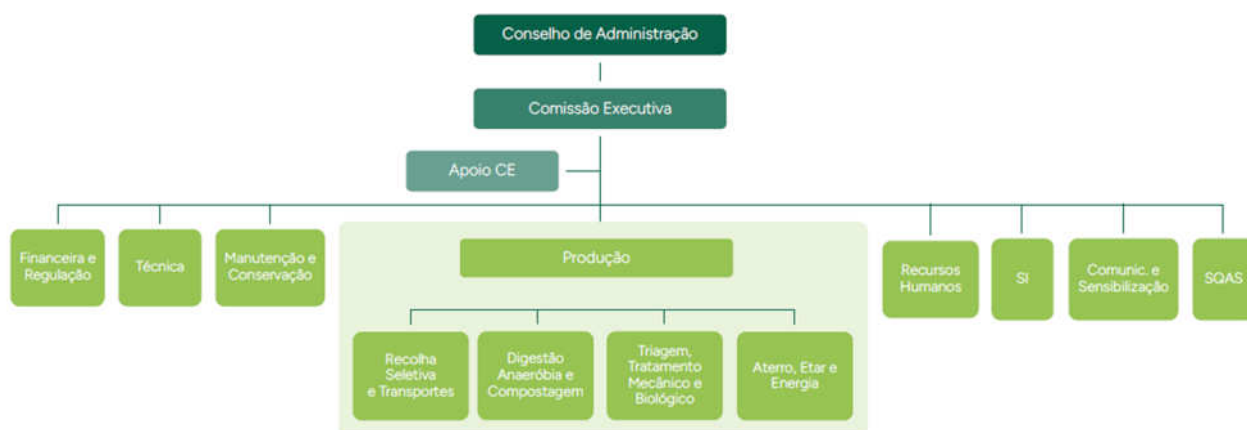 Conselho de Administração
Comissão Executiva
Apoio CE
Financeira e
Regulação
Técnica
Manutenção e
Conservação
Produção
Recursos
Humanos
SI
Comunic. e
Sensibilização
SQAS
Recolha
Seletiva
e Transportes
Digestão
Anaeróbia e
Compostagem
Triagem,
Tratamento
Mecânico e
Biológico
Aterro, Etar e
Energia